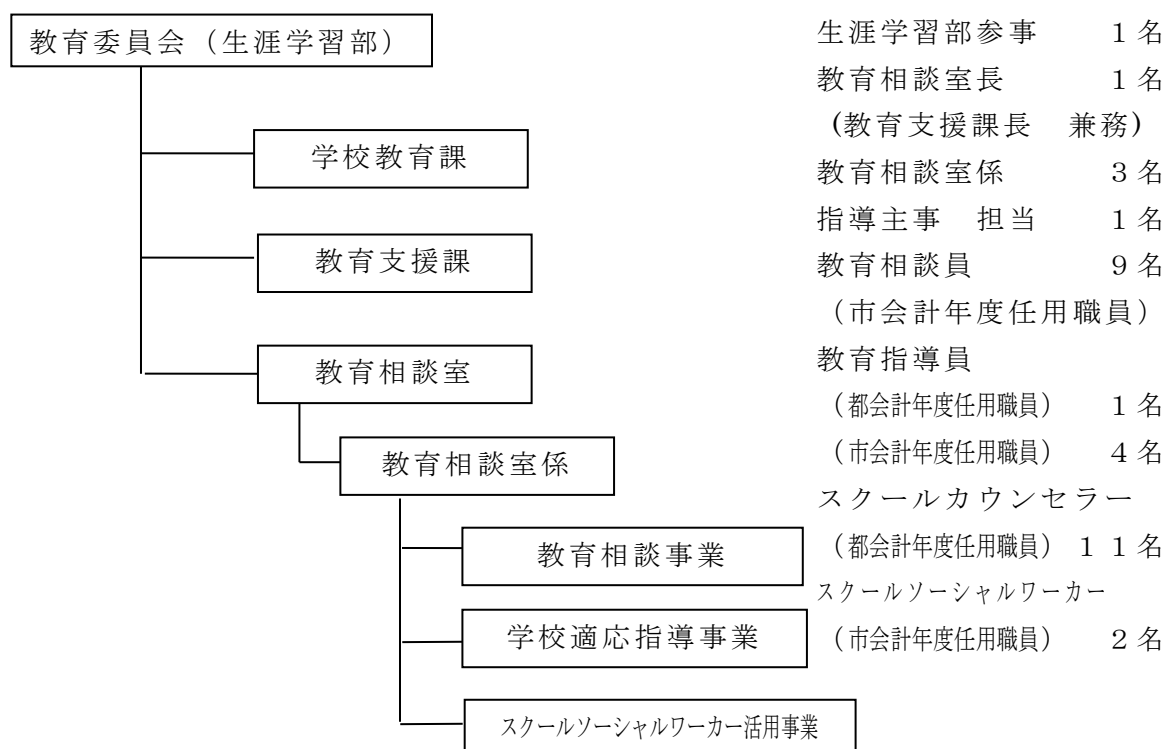 教育委員会（生涯学習部）
学校教育課
教育支援課
教育相談室
教育相談室係
教育相談事業
学校適応指導事業
スクールソーシャルワーカー活用事業
生涯学習部参事　　１名
教育相談室長　　　１名
(教育支援課長　兼務)
教育相談室係　　　３名
指導主事　担当　　１名
教育相談員　　　　９名
（市会計年度任用職員）
教育指導員
（都会計年度任用職員）　１名
（市会計年度任用職員）　４名
スクールカウンセラー
（都会計年度任用職員）１１名
スクールソーシャルワーカー
（市会計年度任用職員）　２名